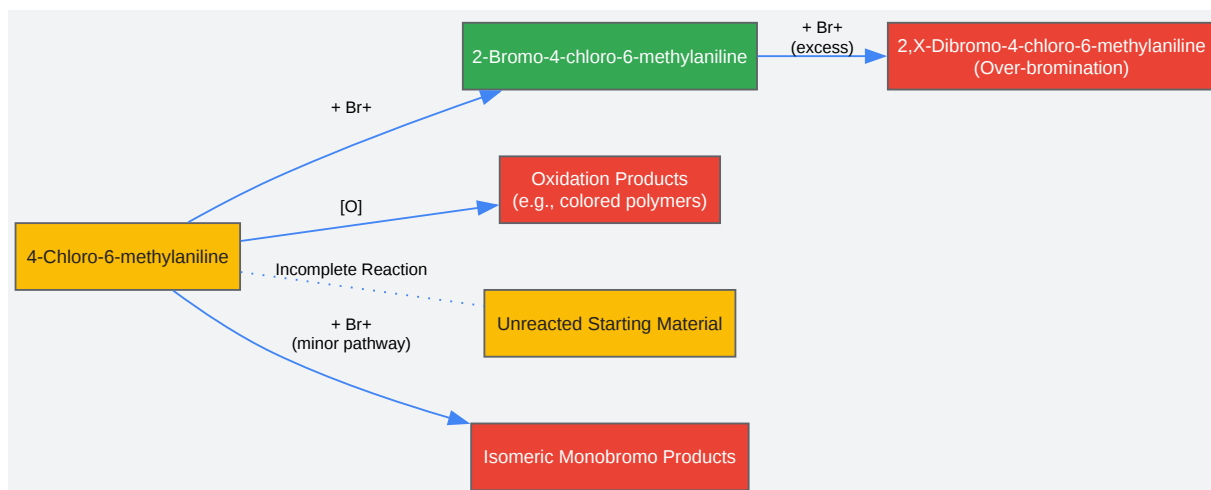 2-Bromo-4-chloro-6-methylaniline
+ Br+
(excess)
2,X-Dibromo-4-chloro-6-methylaniline
(Over-bromination)
+ Br+
Oxidation Products
(e.g., colored polymers)
[O]
4-Chloro-6-methylaniline
Incomplete Reaction
Unreacted Starting Material
+ Br+
(minor pathway)
Isomeric Monobromo Products